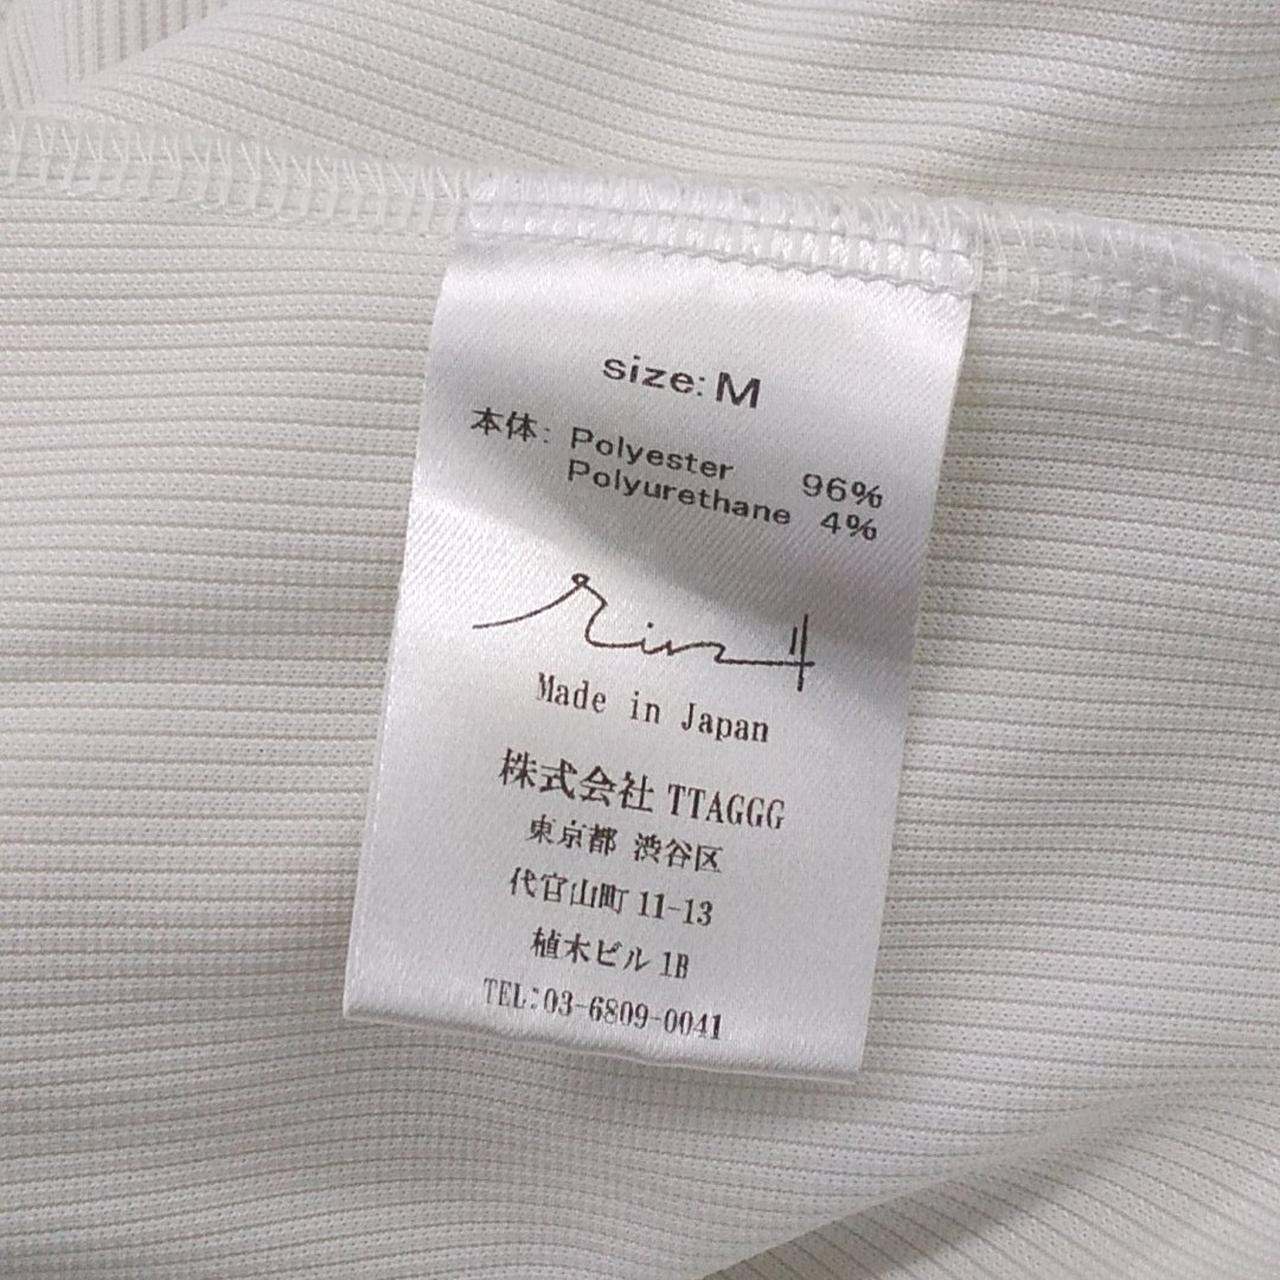 size: M
本体: Polyester 96%
Polyurethane 4%
Made in Japan
株式会社 TTAGGG
東京都 渋谷区
代官山町 11-13
植木ビル 1B
TEL:03-6809-0041